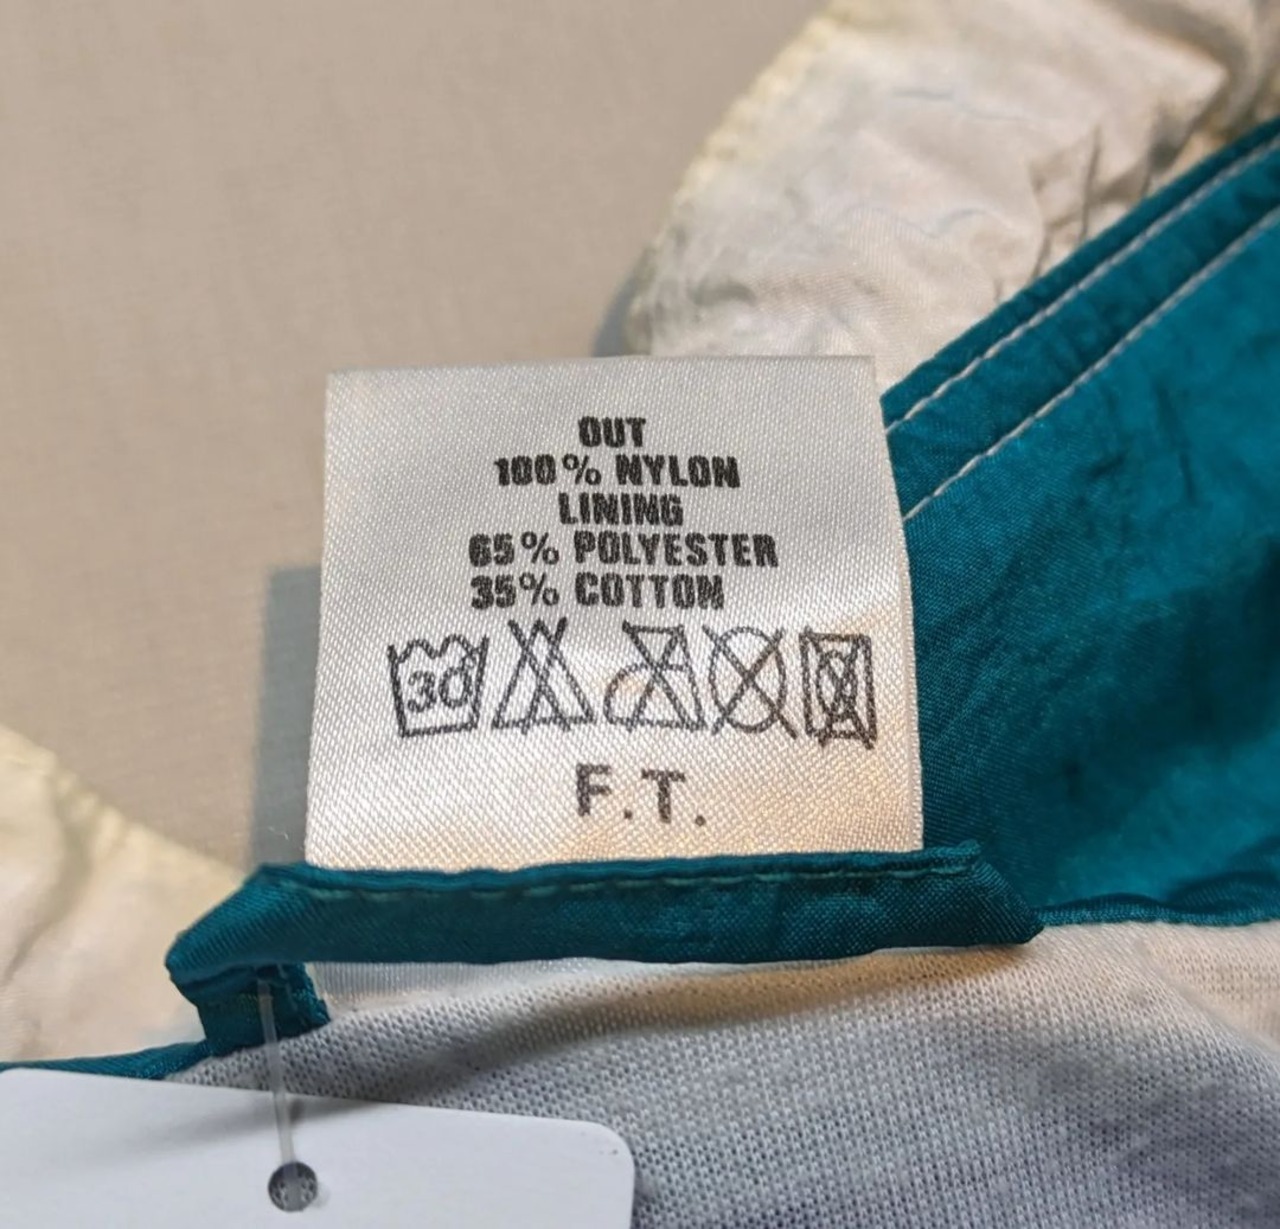 OUT
100% NYLON
LINING
65% POLYESTER
35% COTTON
30
F.T.